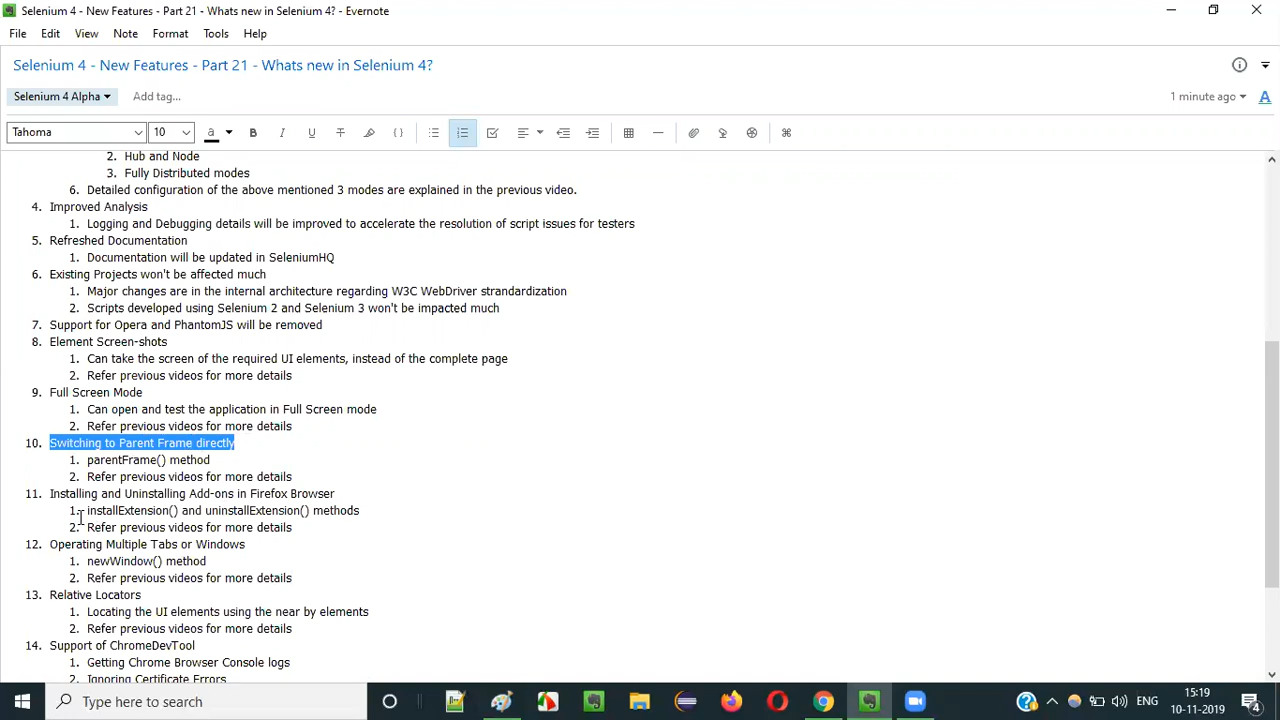 Selenium 4 - New Features - Part 21 - Whats new in Selenium 4? - Evernote
File Edit View Note Format Tools Help
Selenium 4 - New Features - Part 21 - Whats new in Selenium 4?
Selenium 4 Alpha Add tag... 1 minute ago
Tahoma 10
2. Hub and Node
3. Fully Distributed modes
6. Detailed configuration of the above mentioned 3 modes are explained in the previous video.
4. Improved Analysis
1. Logging and Debugging details will be improved to accelerate the resolution of script issues for testers
5. Refreshed Documentation
1. Documentation will be updated in SeleniumHQ
6. Existing Projects won't be affected much
1. Major changes are in the internal architecture regarding W3C WebDriver strandardization
2. Scripts developed using Selenium 2 and Selenium 3 won't be impacted much
7. Support for Opera and PhantomJS will be removed
8. Element Screen-shots
1. Can take the screen of the required UI elements, instead of the complete page
2. Refer previous videos for more details
9. Full Screen Mode
1. Can open and test the application in Full Screen mode
2. Refer previous videos for more details
10. Switching to Parent Frame directly
1. parentFrame() method
2. Refer previous videos for more details
11. Installing and Uninstalling Add-ons in Firefox Browser
1. installExtension() and uninstallExtension() methods
2. Refer previous videos for more details
12. Operating Multiple Tabs or Windows
1. newWindow() method
2. Refer previous videos for more details
13. Relative Locators
1. Locating the UI elements using the near by elements
2. Refer previous videos for more details
14. Support of ChromeDevTool
1. Getting Chrome Browser Console logs
2. Ignoring Certificate Errors
Type here to search
ENG
15:19
10-11-2019
4